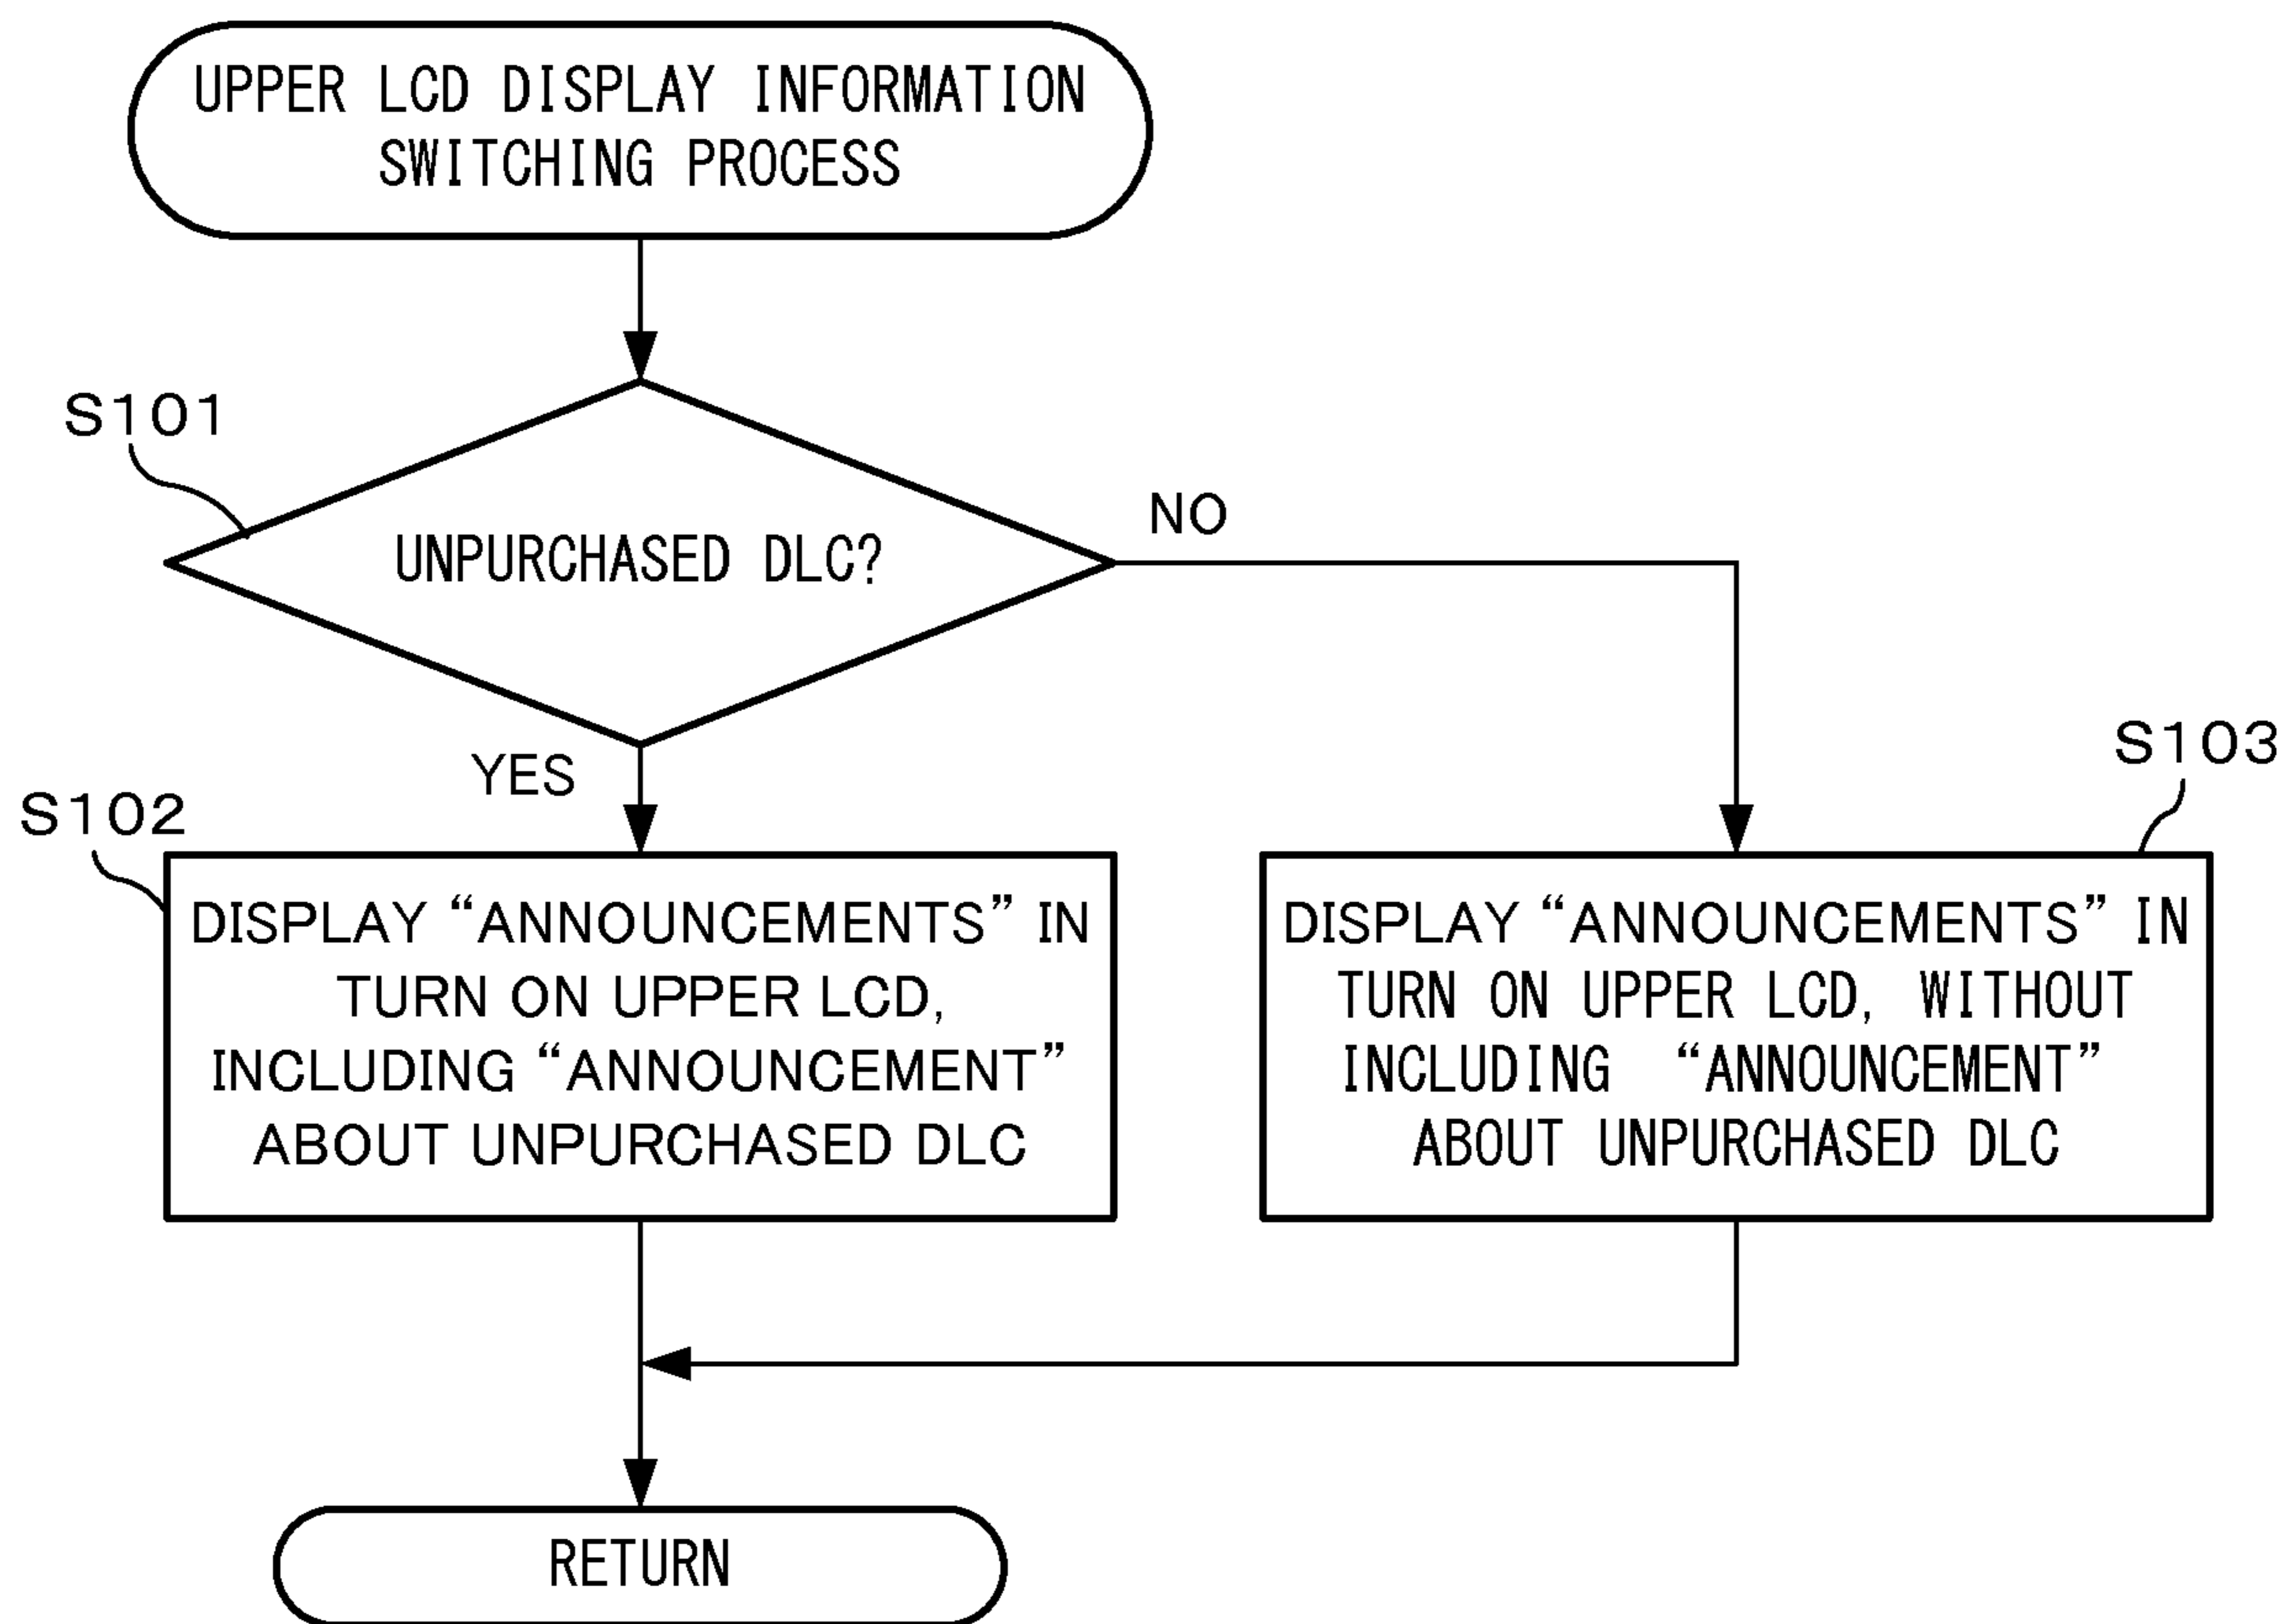 UPPER LCD DISPLAY INFORMATION
SWITCHING PROCESS
S101
UNPURCHASED DLC?
NO
YES
S102
DISPLAY “ANNOUNCEMENTS” IN
TURN ON UPPER LCD,
INCLUDING “ANNOUNCEMENT”
ABOUT UNPURCHASED DLC
S103
DISPLAY “ANNOUNCEMENTS” IN
TURN ON UPPER LCD, WITHOUT
INCLUDING “ANNOUNCEMENT”
ABOUT UNPURCHASED DLC
RETURN